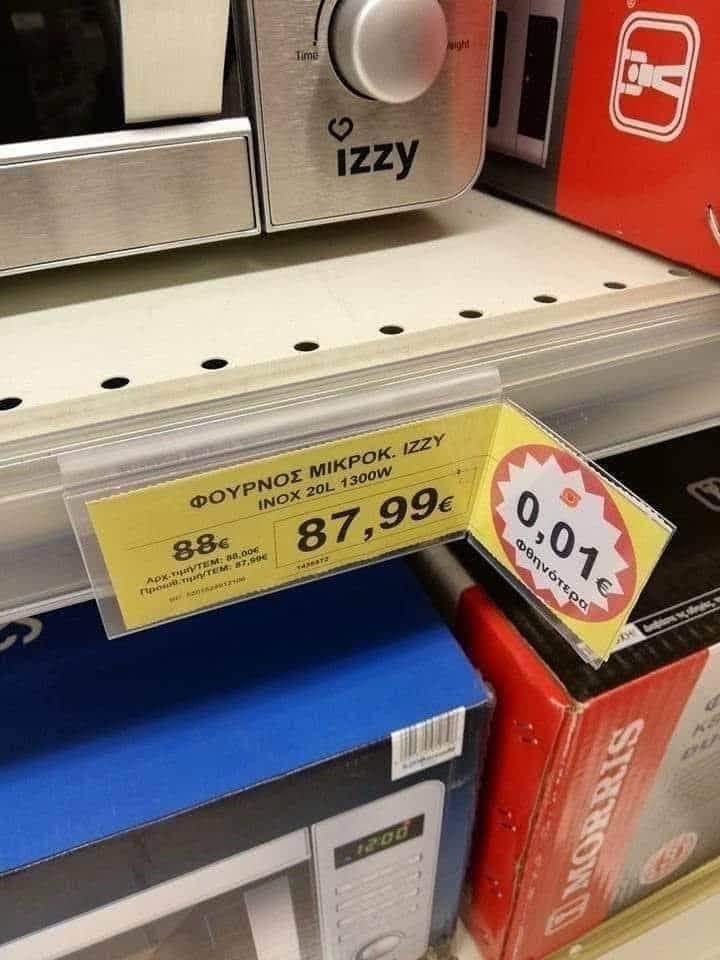 Time
Weight
izzy
ΦΟΥΡΝΟΣ ΜΙΚΡΟΚ. IZZY
INOX 20L 1300W
88€
87,99€
Αρχ.τιμή/ΤΕΜ: 88,00€
Προωθ.τιμή/ΤΕΜ: 87,99€
0,01€
φθηνότερα
12:00
MORRIS